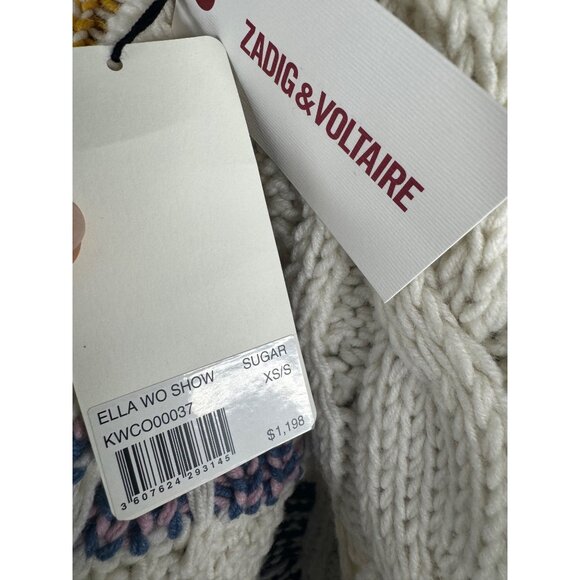 ZADIG&VOLTAIRE
ELLA WO SHOW
SUGAR
KWCO00037
XS/S
$1,198
3607624293145